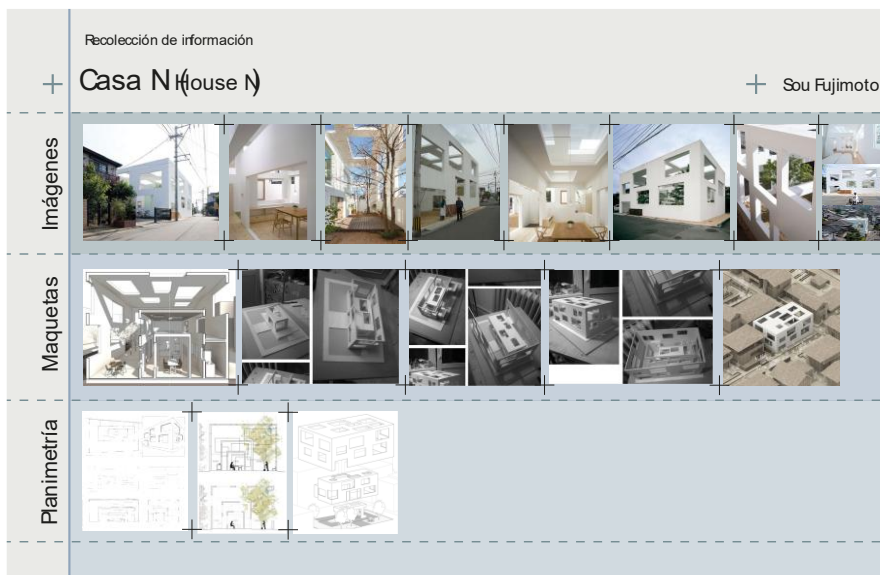 Recolección de información
Casa N (House N)
Sou Fujimoto
Imágenes
Maquetas
Planimetría